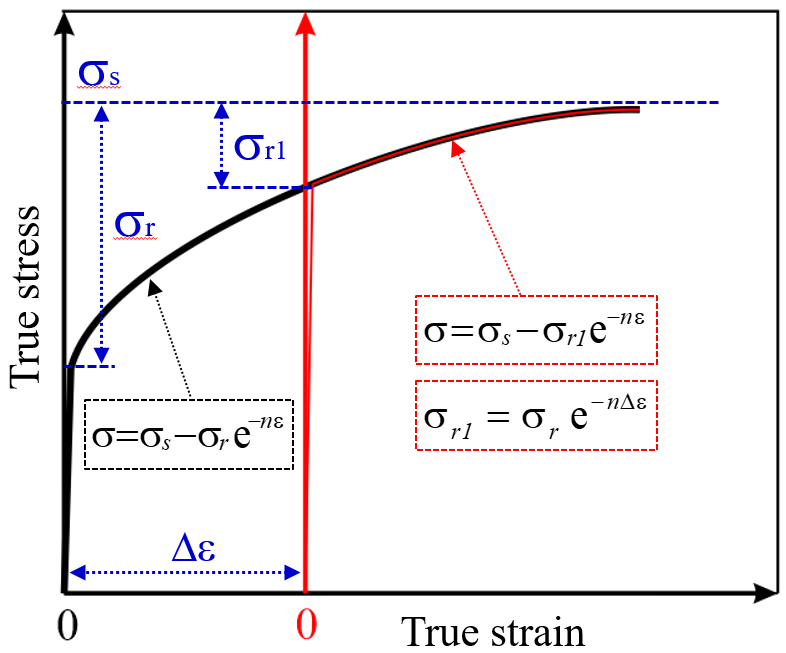 σs
σr1
σr
True stress
σ=σs−σr1e−nε
σr1 = σr e−nΔε
σ=σs−σr e−nε
Δε
0
0
True strain